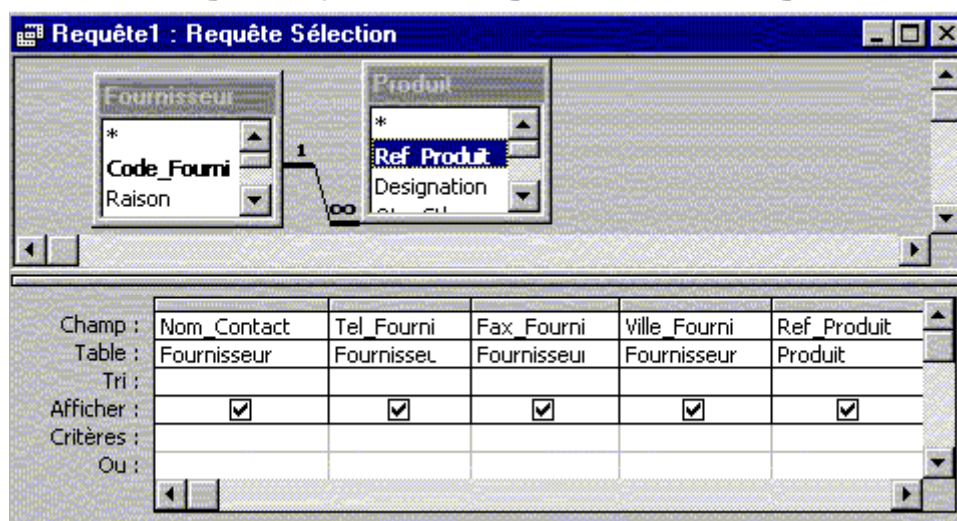 Requête1 : Requête Sélection
Fournisseur
*
Code_Fourni
Raison
1
∞
Produit
*
Ref_Produit
Designation
Champ : Nom_Contact Tel_Fourni Fax_Fourni Ville_Fourni Ref_Produit
Table : Fournisseur Fournisseu Fournisseur Fournisseur Produit
Tri :
Afficher :
Critères :
Ou :